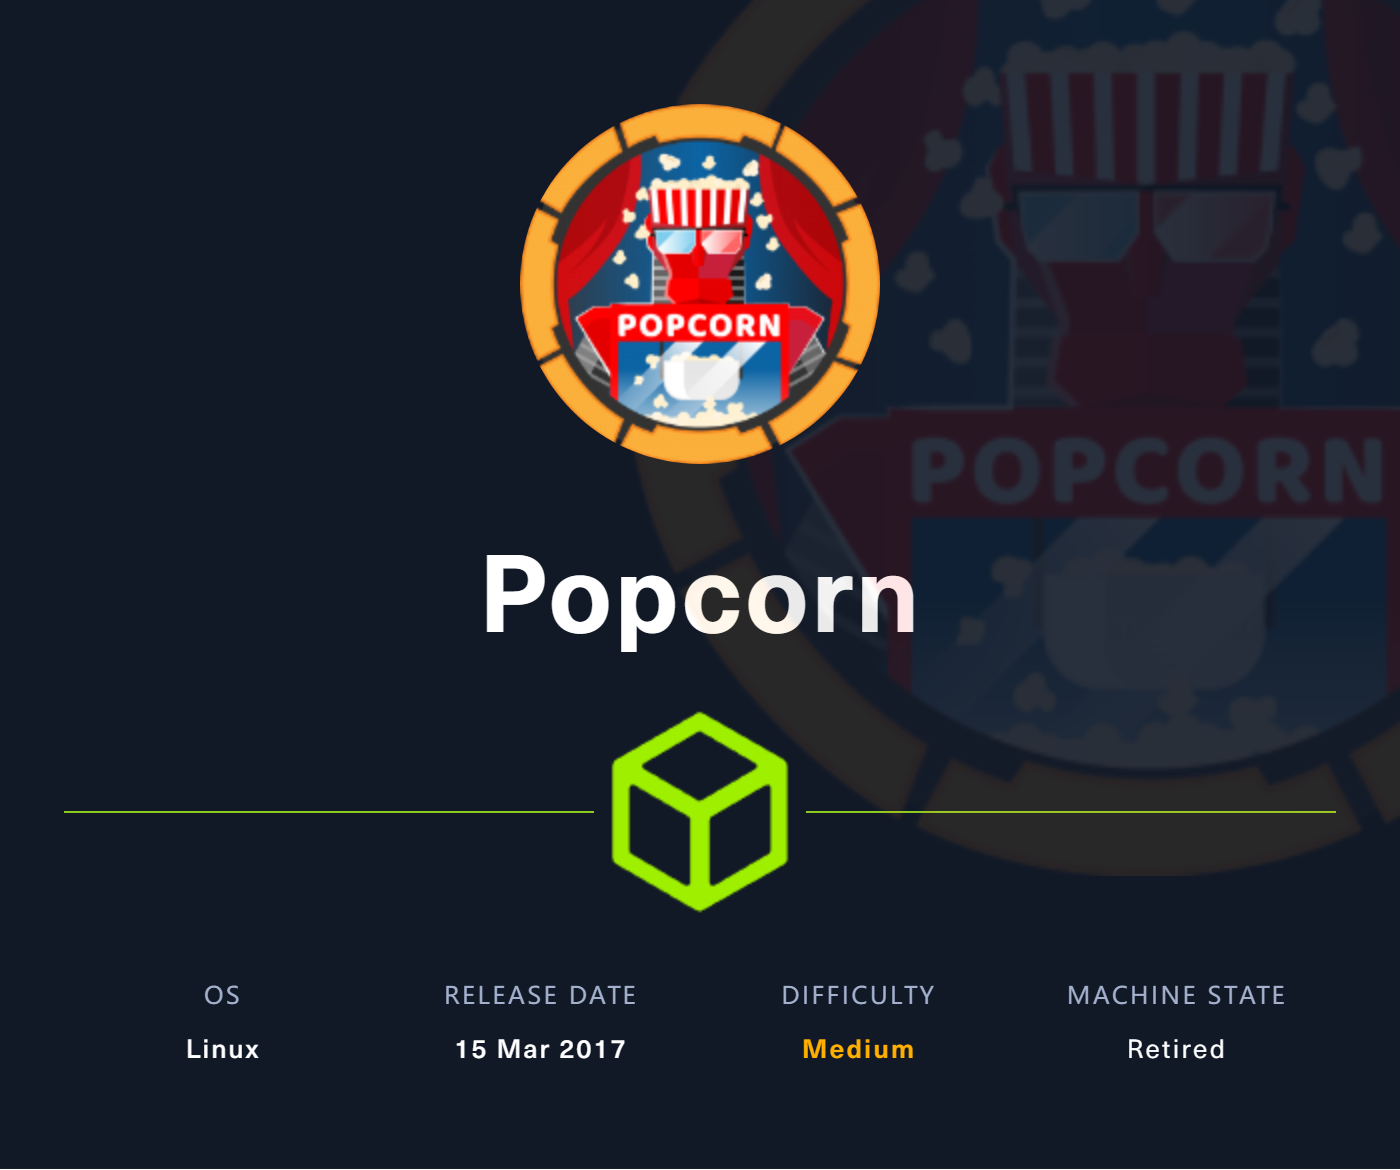 POPCORN
POPCORN
Popcorn
OS
RELEASE DATE
DIFFICULTY
MACHINE STATE
Linux
15 Mar 2017
Medium
Retired